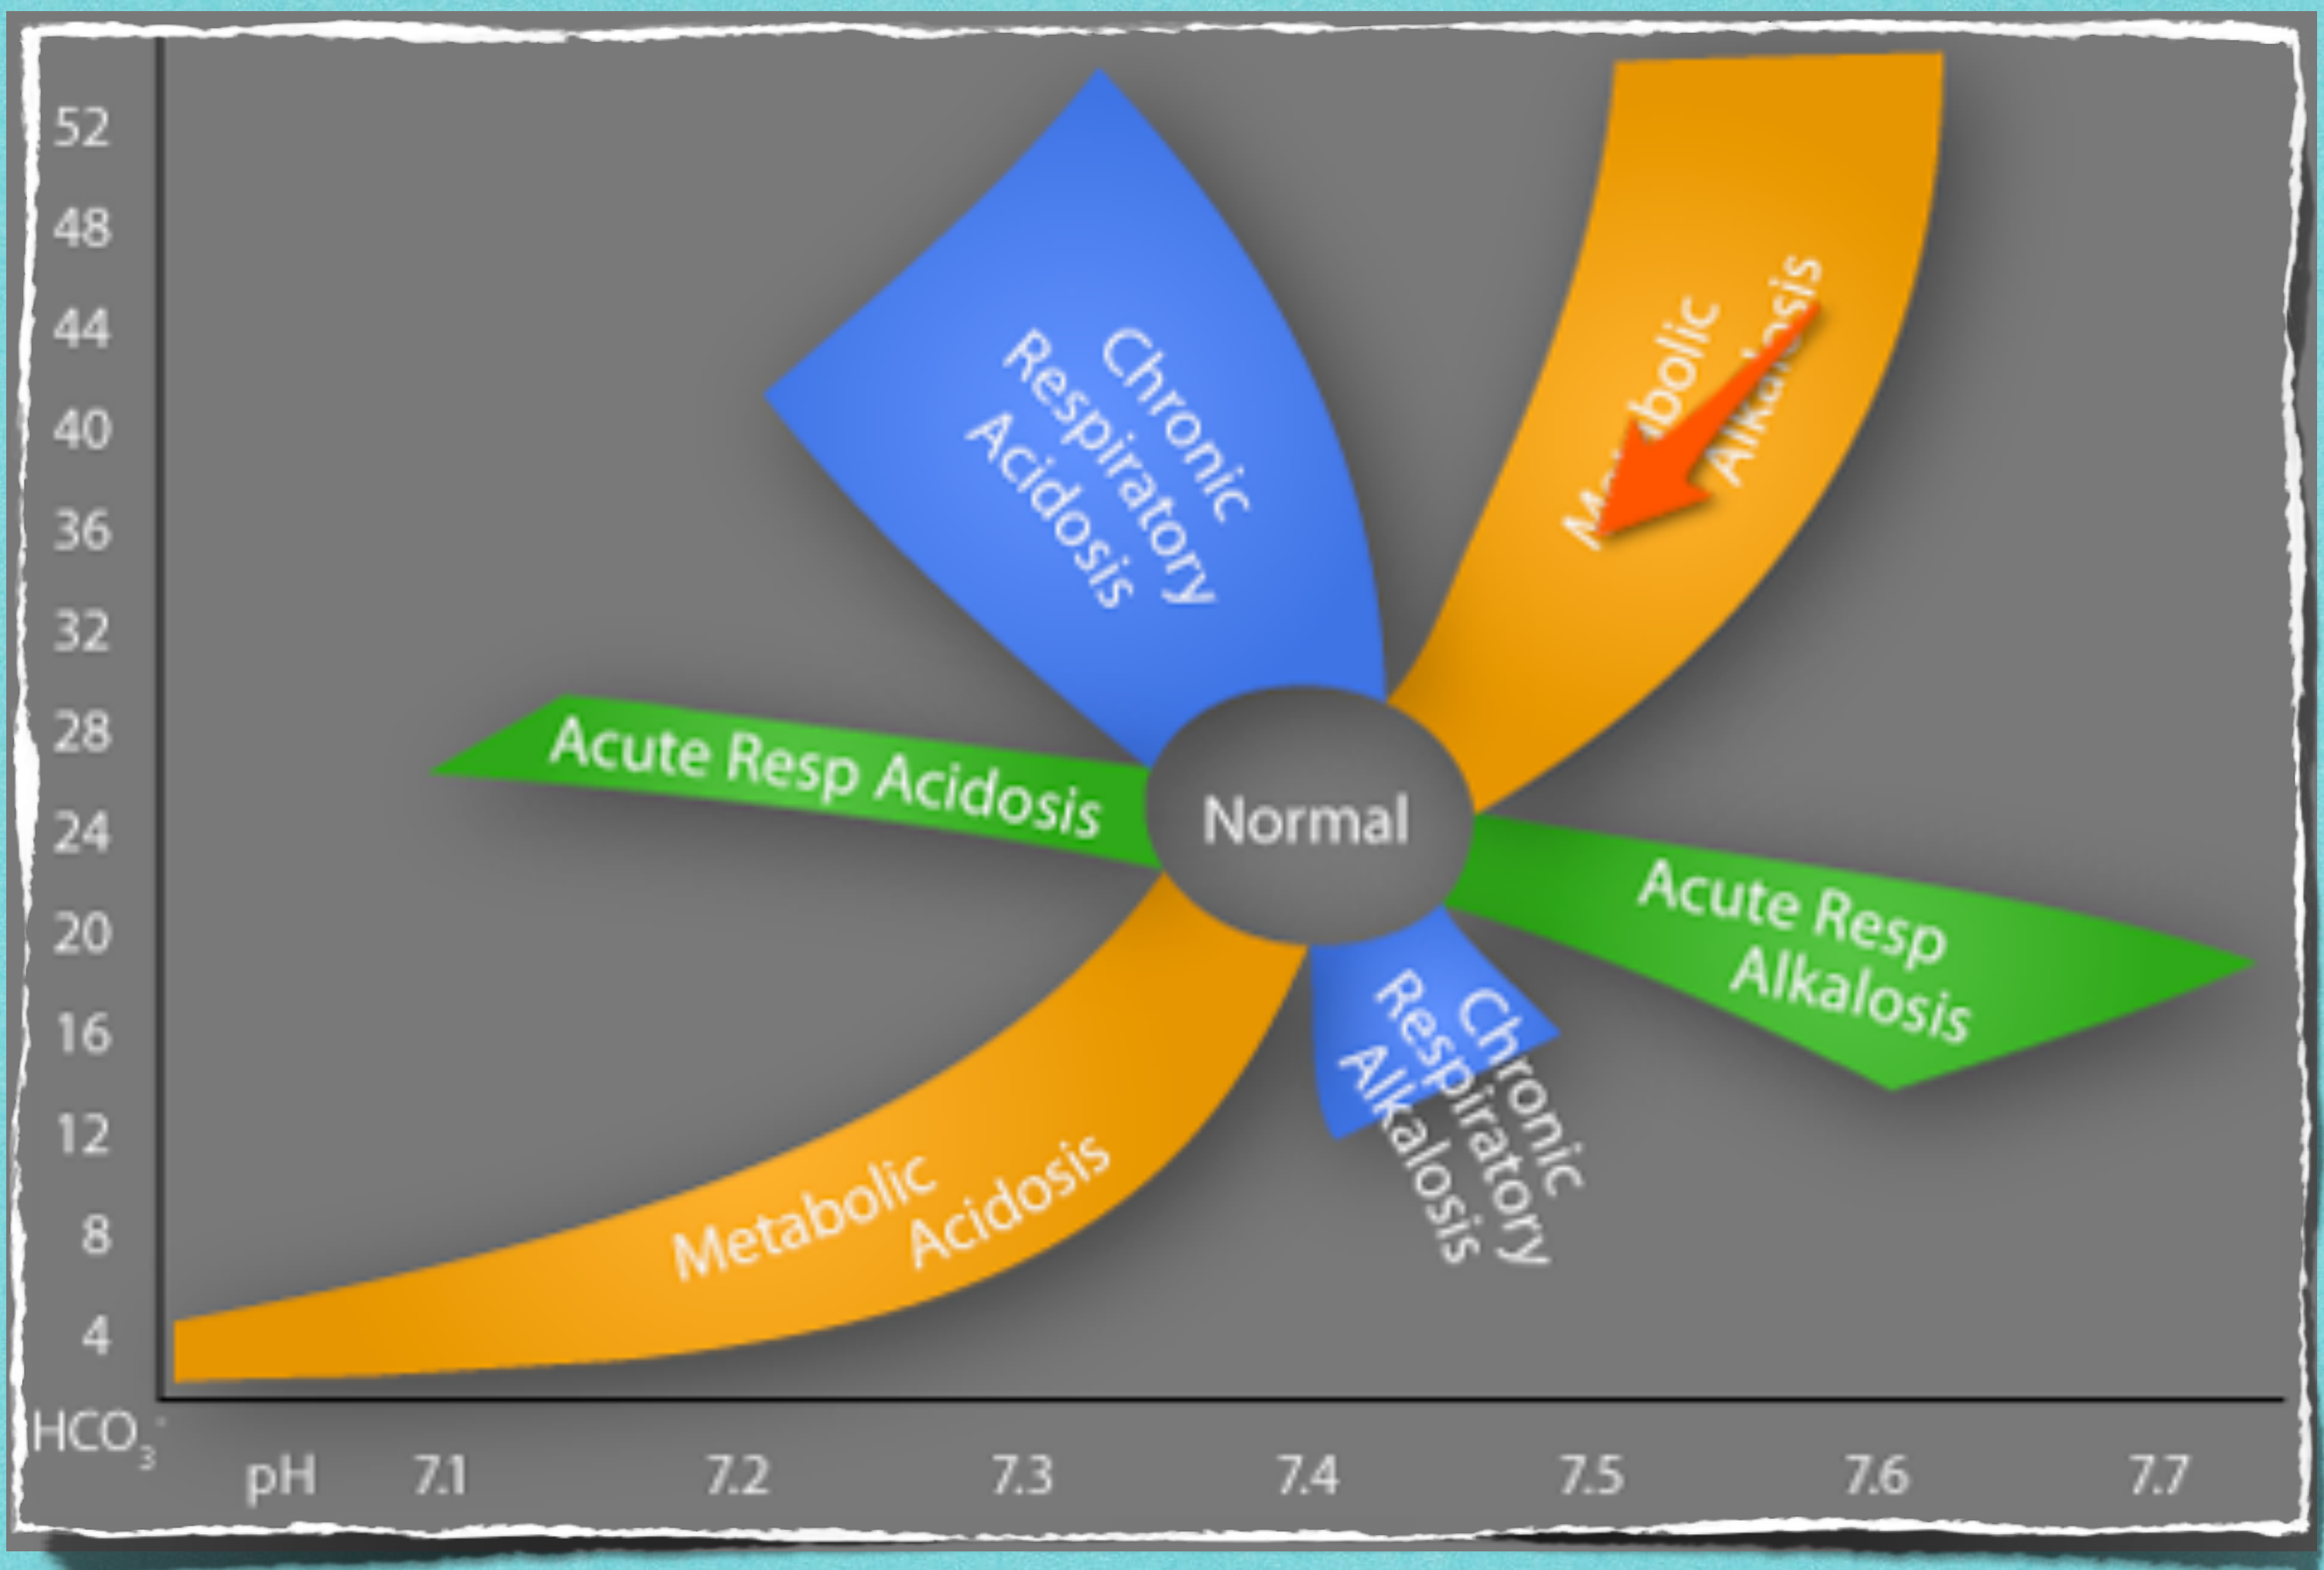 52
48
44
40
36
32
28
24
20
16
12
8
4
HCO3-
pH 7.1 7.2 7.3 7.4 7.5 7.6 7.7
Chronic
Respiratory
Acidosis
Metabolic
Alkalosis
Acute Resp Acidosis
Normal
Acute Resp
Alkalosis
Chronic
Respiratory
Alkalosis
Metabolic
Acidosis